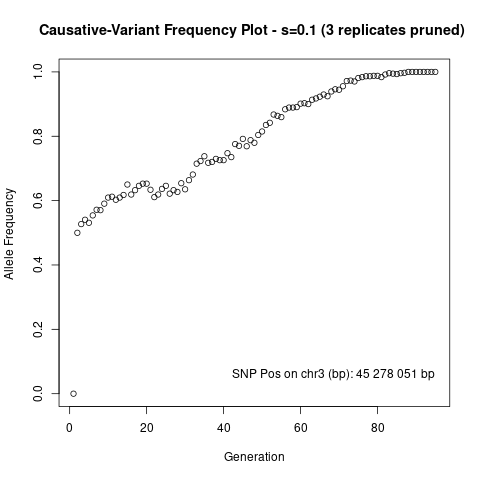 Causative-Variant Frequency Plot - s=0.1 (3 replicates pruned)
Allele Frequency
1.0
0.8
0.6
0.4
0.2
0.0
SNP Pos on chr3 (bp): 45 278 051 bp
0 20 40 60 80
Generation